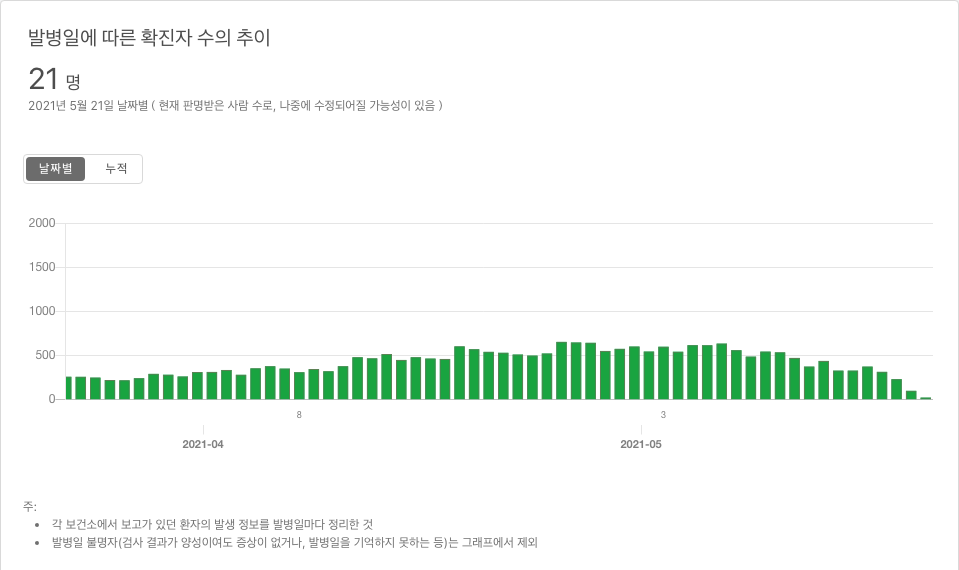 발병일에 따른 확진자 수의 추이
21 명
2021년 5월 21일 날짜별 ( 현재 판명받은 사람 수로, 나중에 수정되어질 가능성이 있음 )
날짜별 누적
2000
1500
1000
500
0
8 3
2021-04 2021-05
주:
• 각 보건소에서 보고가 있던 환자의 발생 정보를 발병일마다 정리한 것
• 발병일 불명자(검사 결과가 양성이여도 증상이 없거나, 발병일을 기억하지 못하는 등)는 그래프에서 제외